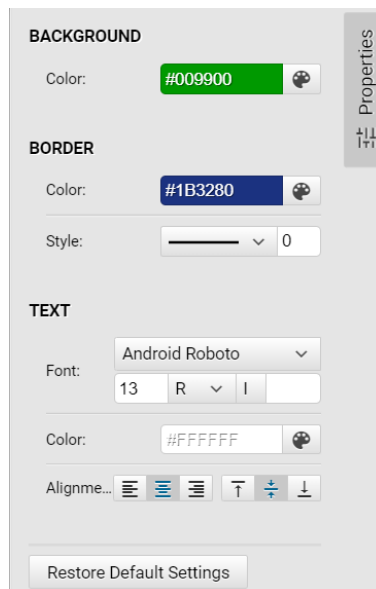 BACKGROUND
Color: #009900
BORDER
Color: #1B3280
Style: 0
TEXT
Font: Android Roboto
13 R I
Color: #FFFFFF
Alignme...
Restore Default Settings
Properties